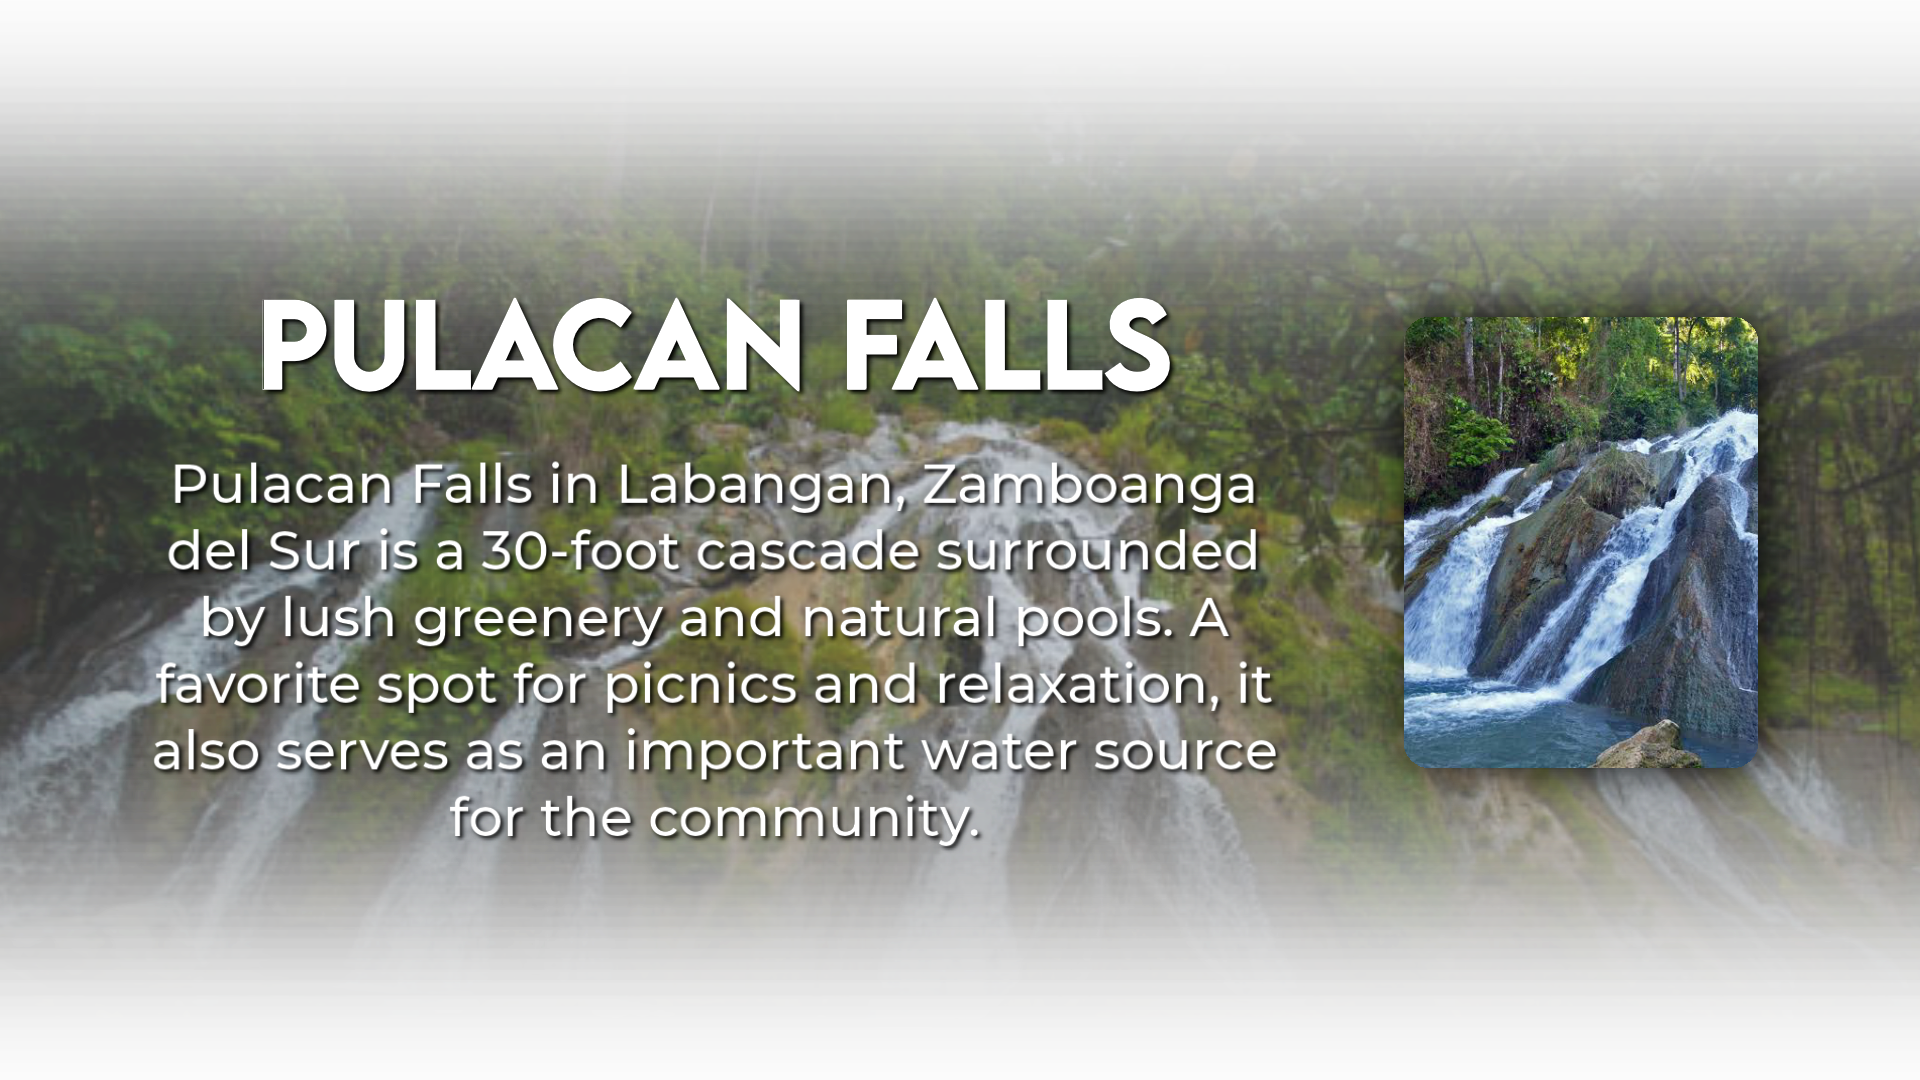 PULACAN FALLS
Pulacan Falls in Labangan, Zamboanga
del Sur is a 30-foot cascade surrounded
by lush greenery and natural pools. A
favorite spot for picnics and relaxation, it
also serves as an important water source
for the community.